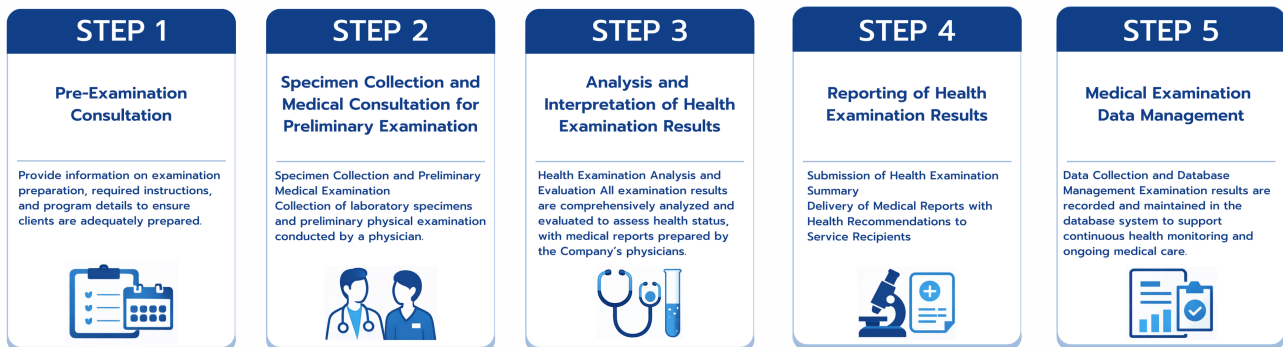 STEP 1
Pre-Examination
Consultation
Provide information on examination
preparation, required instructions,
and program details to ensure
clients are adequately prepared.
STEP 2
Specimen Collection and
Medical Consultation for
Preliminary Examination
Specimen Collection and Preliminary
Medical Examination
Collection of laboratory specimens
and preliminary physical examination
conducted by a physician.
STEP 3
Analysis and
Interpretation of Health
Examination Results
Health Examination Analysis and
Evaluation All examination results
are comprehensively analyzed and
evaluated to assess health status,
with medical reports prepared by
the Company's physicians.
STEP 4
Reporting of Health
Examination Results
Submission of Health Examination
Summary
Delivery of Medical Reports with
Health Recommendations to
Service Recipients
STEP 5
Medical Examination
Data Management
Data Collection and Database
Management Examination results are
recorded and maintained in the
database system to support
continuous health monitoring and
ongoing medical care.